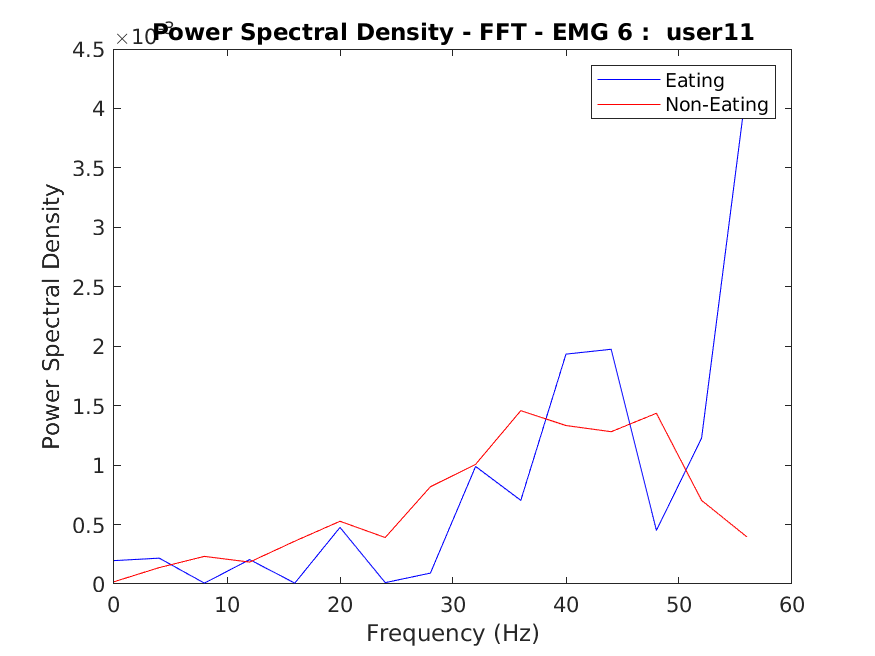 Power Spectral Density - FFT - EMG 6 : user11
×10
4.5
4
3.5
3
2.5
2
1.5
1
0.5
0
Power Spectral Density
Eating
Non-Eating
0 10 20 30 40 50 60
Frequency (Hz)